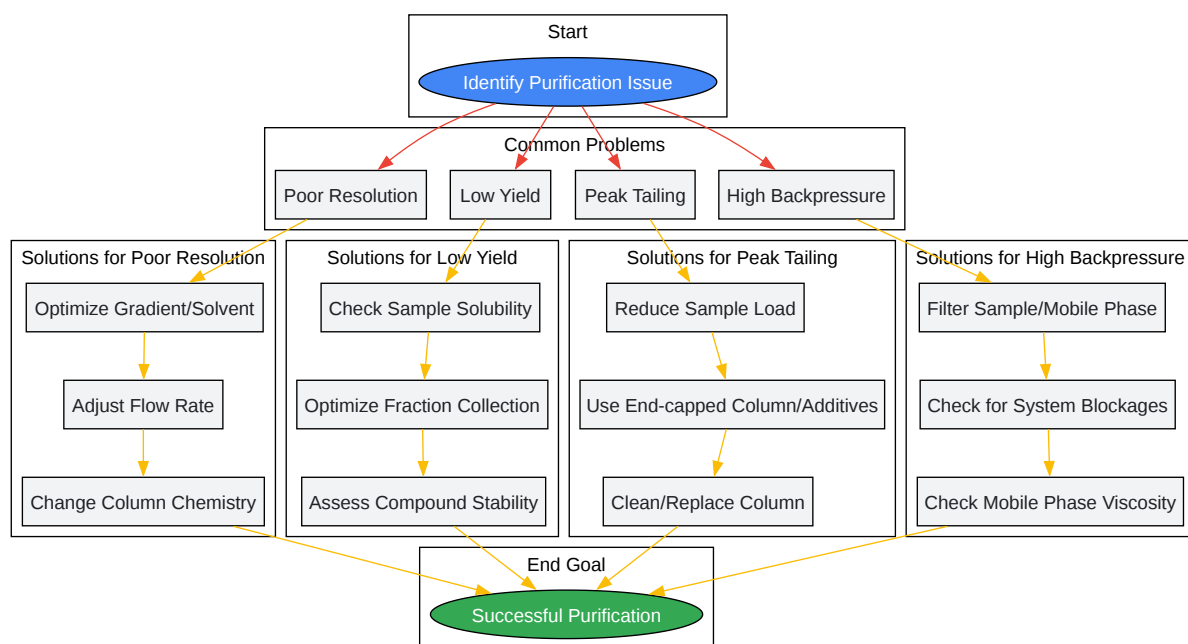 Start
Identify Purification Issue
Common Problems
Poor Resolution
Low Yield
Peak Tailing
High Backpressure
Solutions for Poor Resolution
Optimize Gradient/Solvent
Adjust Flow Rate
Change Column Chemistry
Solutions for Low Yield
Check Sample Solubility
Optimize Fraction Collection
Assess Compound Stability
Solutions for Peak Tailing
Reduce Sample Load
Use End-capped Column/Additives
Clean/Replace Column
Solutions for High Backpressure
Filter Sample/Mobile Phase
Check for System Blockages
Check Mobile Phase Viscosity
End Goal
Successful Purification